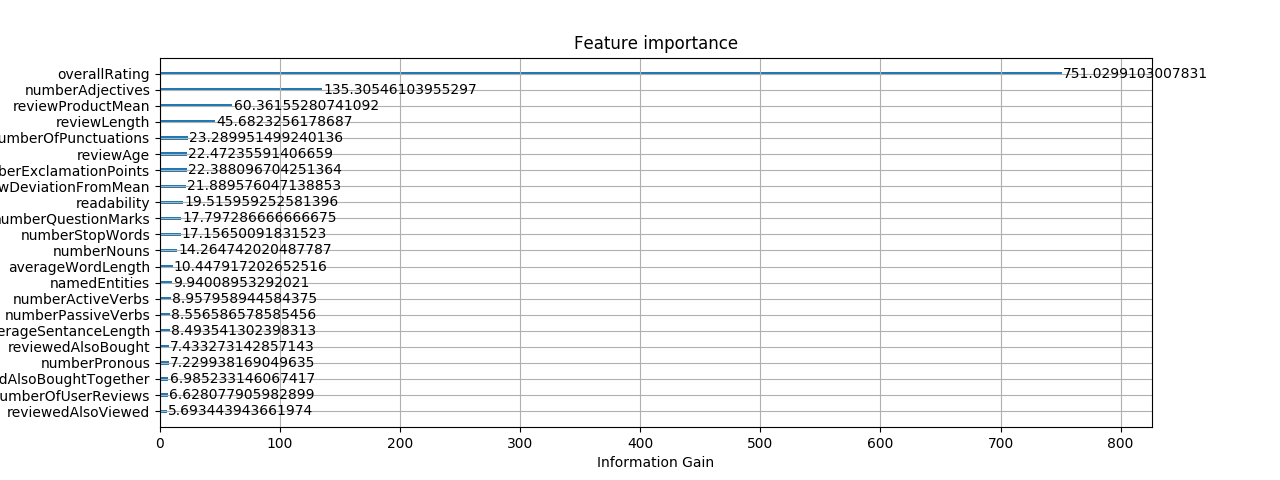 Feature importance
overallRating 751.0299103007831
numberAdjectives 135.30546103955297
reviewProductMean 60.36155280741092
reviewLength 45.6823256178687
umberOfPunctuations 23.289951499240136
reviewAge 22.47235591406659
berExclamationPoints 22.388096704251364
wDeviationFromMean 21.889576047138853
readability 19.515959252581396
numberQuestionMarks 17.797286666666675
numberStopWords 17.15650091831523
numberNouns 14.264742020487787
averageWordLength 10.447917202652516
namedEntities 9.94008953292021
numberActiveVerbs 8.957958944584375
numberPassiveVerbs 8.556586578585456
erageSentanceLength 8.493541302398313
reviewedAlsoBought 7.433273142857143
numberPronous 7.229938169049635
dAlsoBoughtTogether 6.985233146067417
umberOfUserReviews 6.628077905982899
reviewedAlsoViewed 5.693443943661974
0 100 200 300 400 500 600 700 800
Information Gain